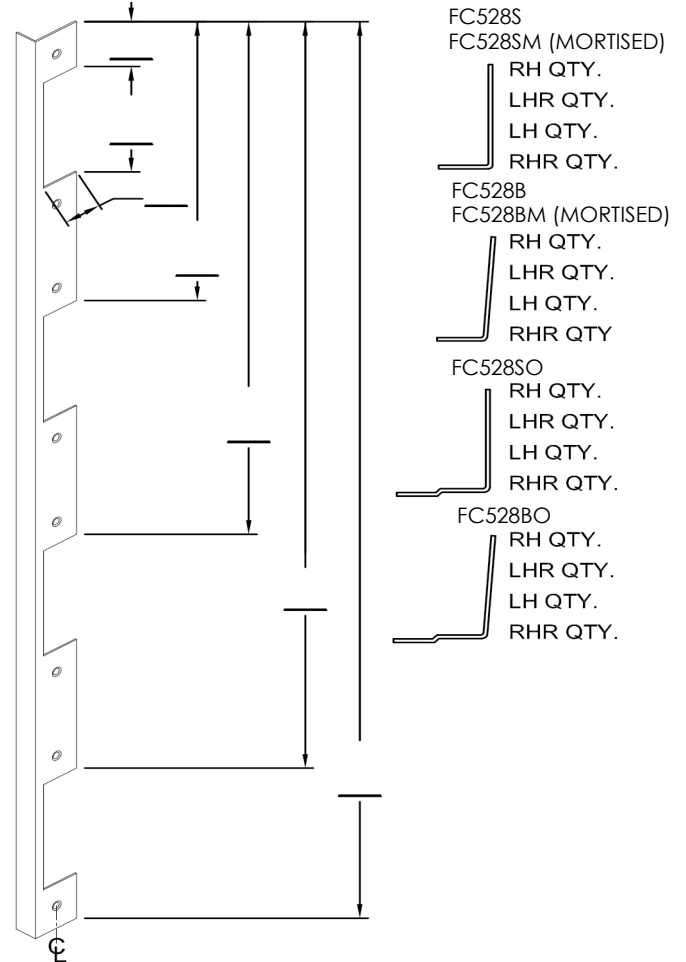 FC528S
FC528SM (MORTISED)
RH QTY.
LHR QTY.
LH QTY.
RHR QTY.
FC528B
FC528BM (MORTISED)
RH QTY.
LHR QTY.
LH QTY.
RHR QTY
FC528SO
RH QTY.
LHR QTY.
LH QTY.
RHR QTY.
FC528BO
RH QTY.
LHR QTY.
LH QTY.
RHR QTY.
℄